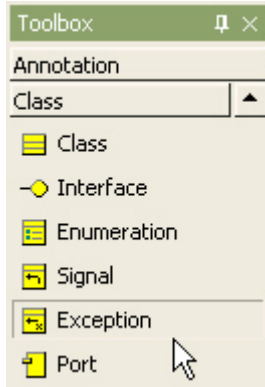 Toolbox
Annotation
Class
Class
Interface
Enumeration
Signal
Exception
Port